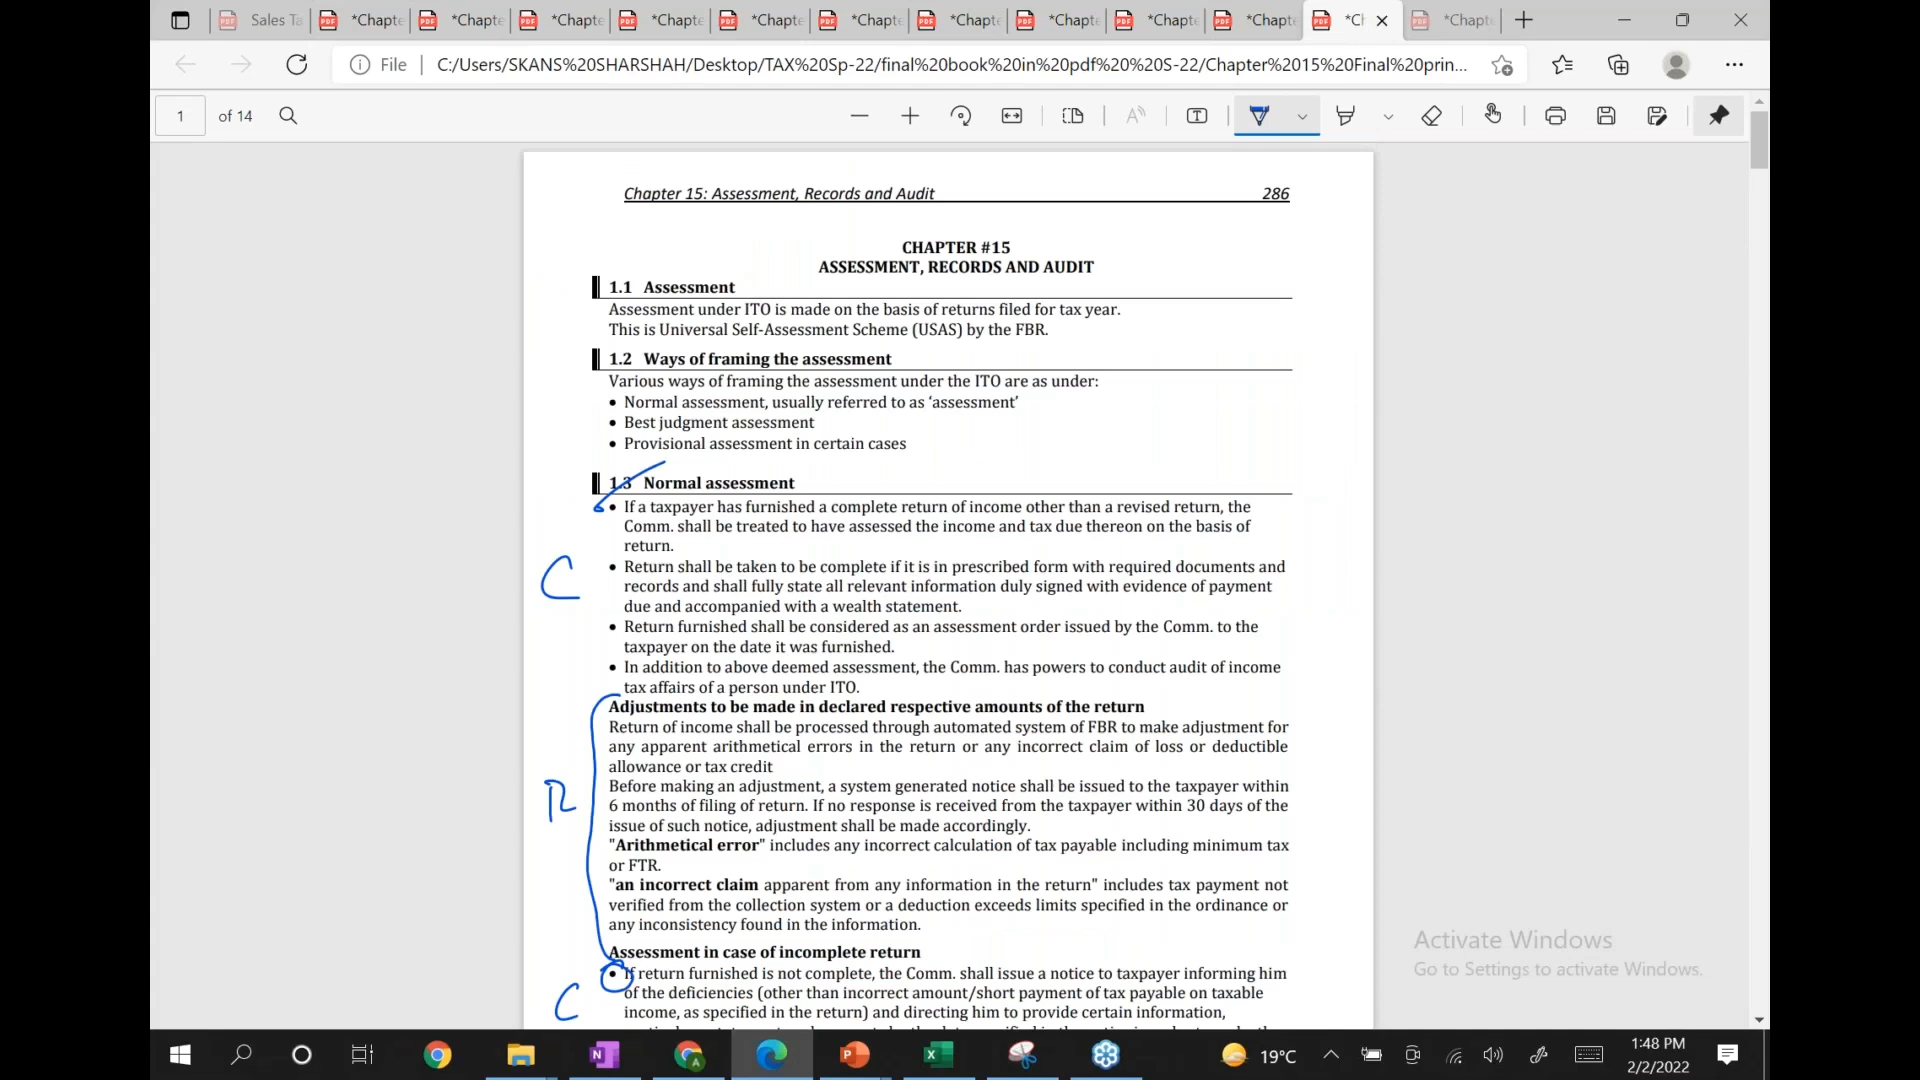 Sales Ta
*Chapte
*Chapte
*Chapte
*Chapte
*Chapte
*Chapte
*Chapte
*Chapte
*Chapte
*Chapte
*Ch
*Chapt
File
C:/Users/SKANS%20SHARSHAH/Desktop/TAX%20Sp-22/final%20book%20in%20pdf%20%20S-22/Chapter%2015%20Final%20prin...
1 of 14
Chapter 15: Assessment, Records and Audit 286
CHAPTER #15
ASSESSMENT, RECORDS AND AUDIT
1.1 Assessment
Assessment under ITO is made on the basis of returns filed for tax year.
This is Universal Self-Assessment Scheme (USAS) by the FBR.
1.2 Ways of framing the assessment
Various ways of framing the assessment under the ITO are as under:
• Normal assessment, usually referred to as ‘assessment’
• Best judgment assessment
• Provisional assessment in certain cases
1.3 Normal assessment
• If a taxpayer has furnished a complete return of income other than a revised return, the
Comm. shall be treated to have assessed the income and tax due thereon on the basis of
return.
C
• Return shall be taken to be complete if it is in prescribed form with required documents and
records and shall fully state all relevant information duly signed with evidence of payment
due and accompanied with a wealth statement.
• Return furnished shall be considered as an assessment order issued by the Comm. to the
taxpayer on the date it was furnished.
• In addition to above deemed assessment, the Comm. has powers to conduct audit of income
tax affairs of a person under ITO.
Adjustments to be made in declared respective amounts of the return
Return of income shall be processed through automated system of FBR to make adjustment for
any apparent arithmetical errors in the return or any incorrect claim of loss or deductible
allowance or tax credit
Before making an adjustment, a system generated notice shall be issued to the taxpayer within
6 months of filing of return. If no response is received from the taxpayer within 30 days of the
issue of such notice, adjustment shall be made accordingly.
"Arithmetical error" includes any incorrect calculation of tax payable including minimum tax
or FTR.
"an incorrect claim apparent from any information in the return" includes tax payment not
verified from the collection system or a deduction exceeds limits specified in the ordinance or
any inconsistency found in the information.
Assessment in case of incomplete return
• If return furnished is not complete, the Comm. shall issue a notice to taxpayer informing him
of the deficiencies (other than incorrect amount/short payment of tax payable on taxable
C
income, as specified in the return) and directing him to provide certain information,
Activate Windows
Go to Settings to activate Windows.
19°C
1:48 PM
2/2/2022